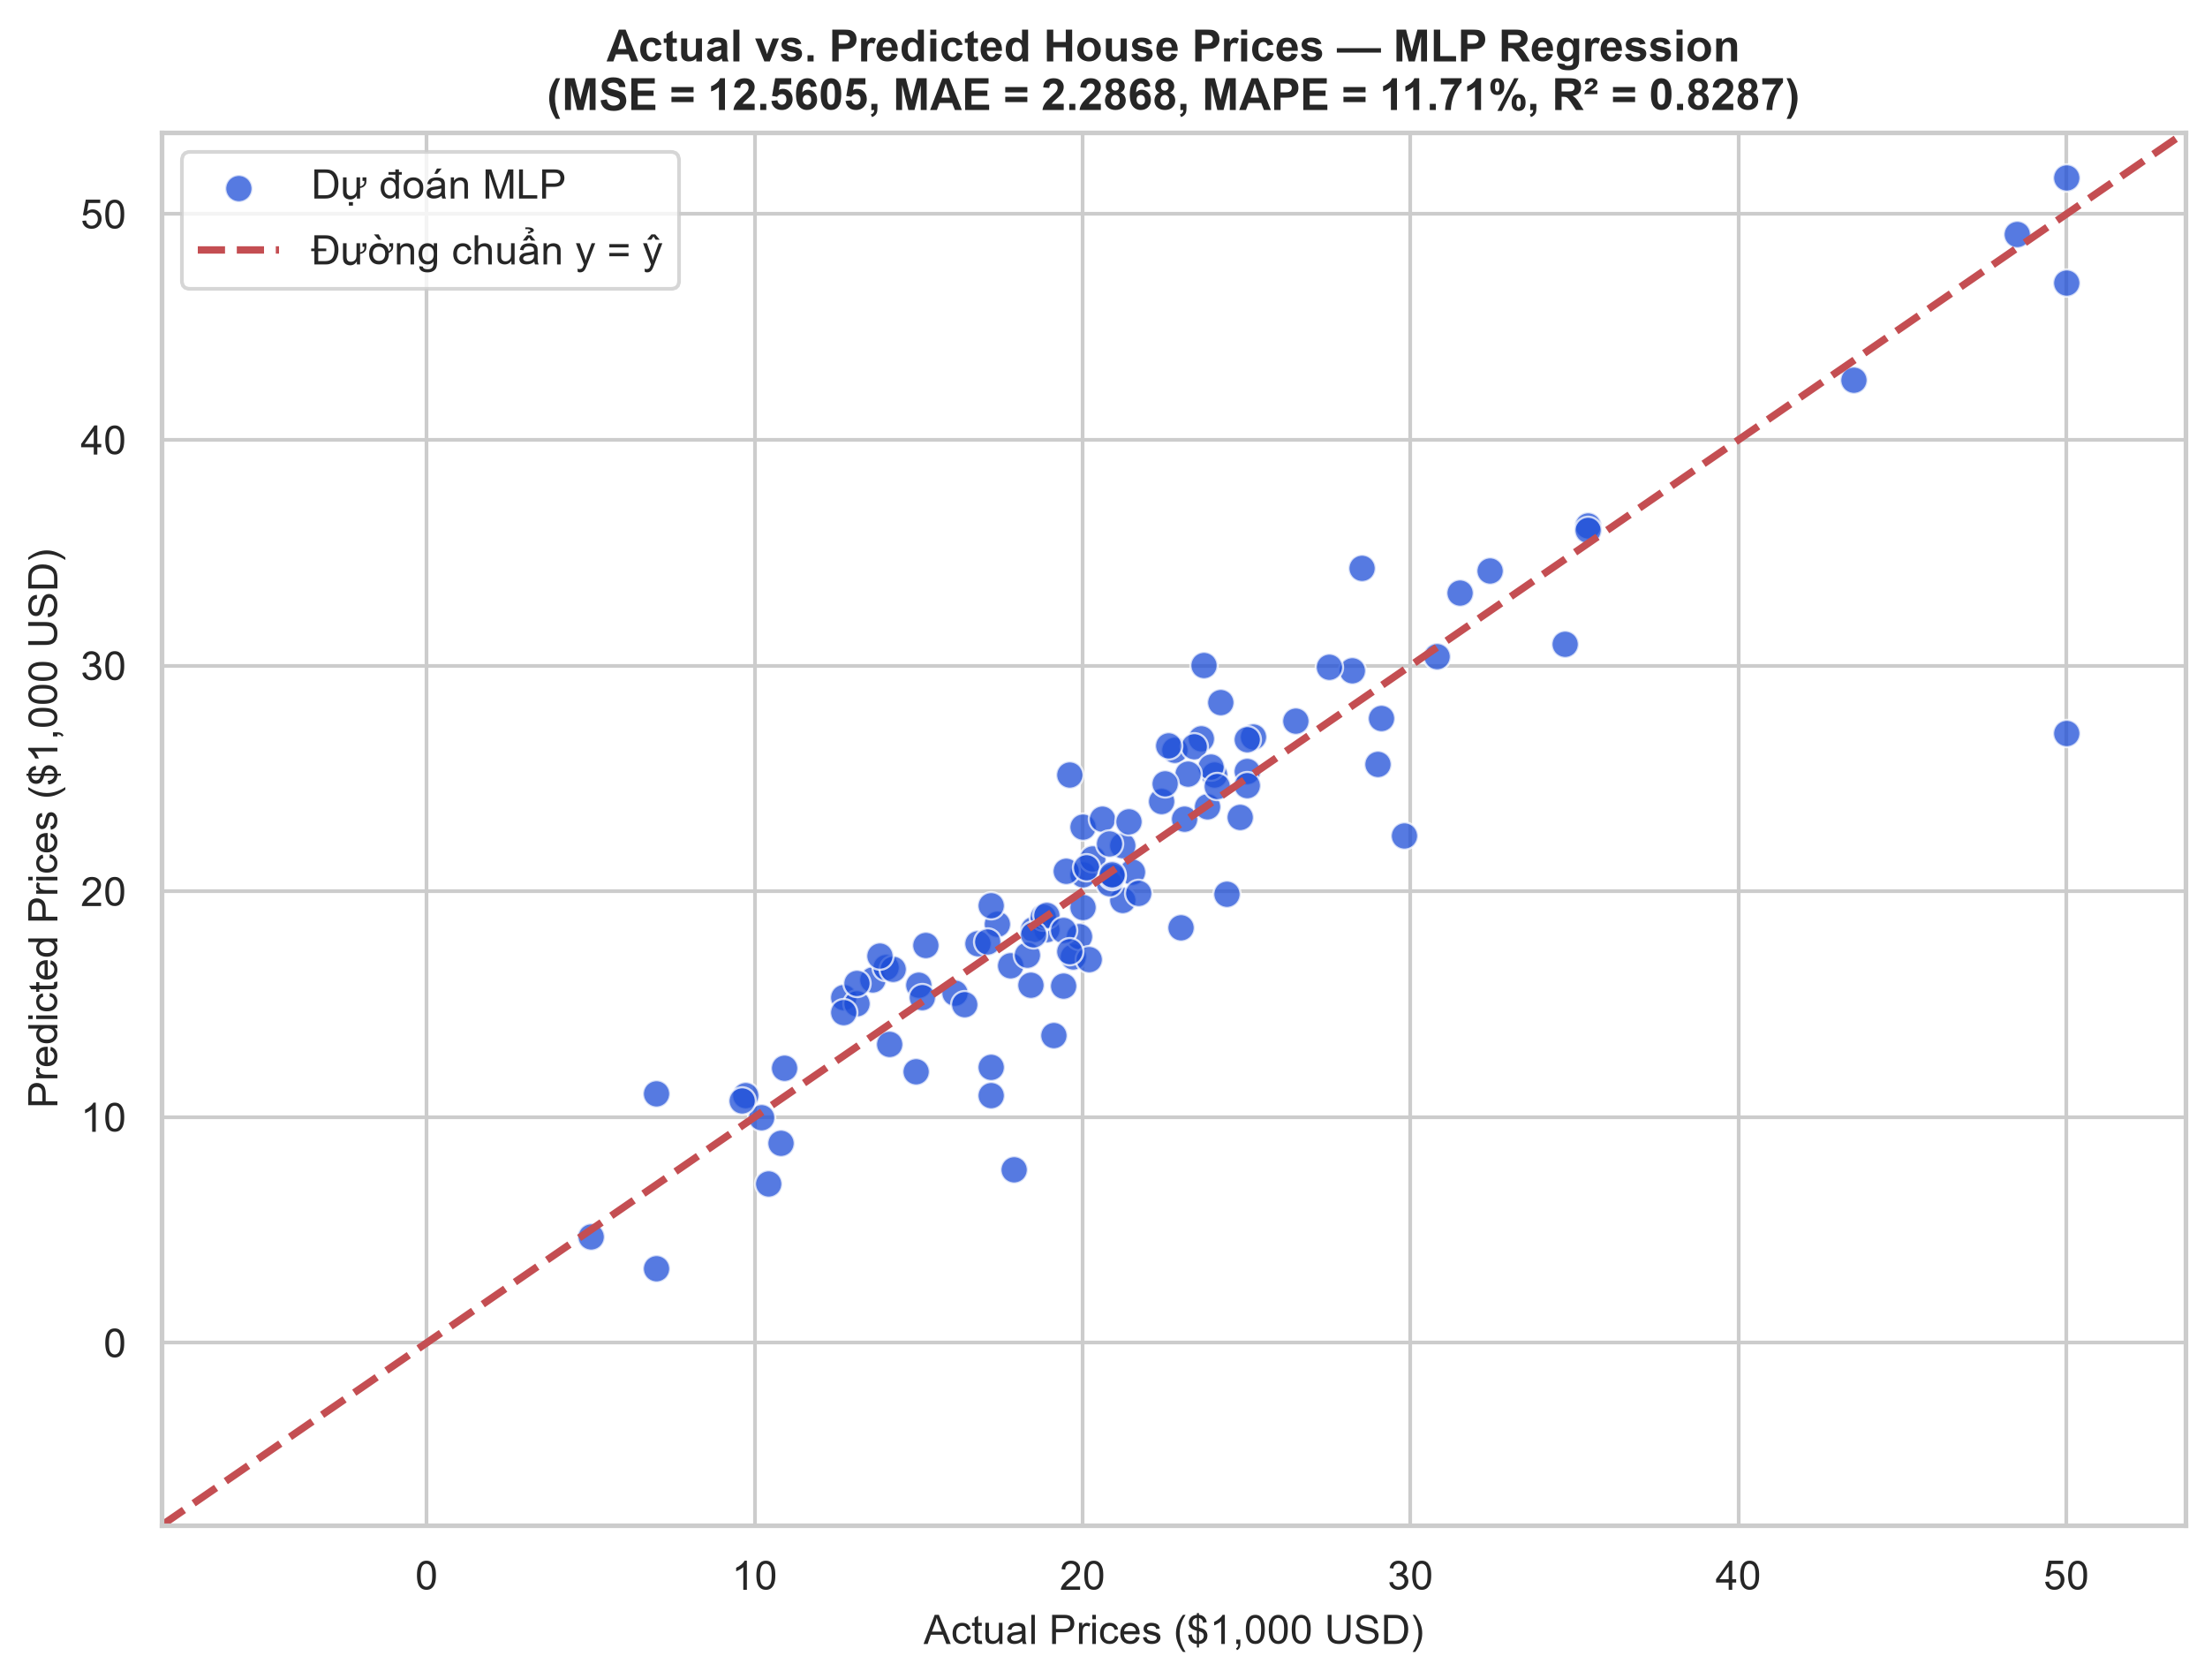 Actual vs. Predicted House Prices — MLP Regression
(MSE = 12.5605, MAE = 2.2868, MAPE = 11.71%, R² = 0.8287)
Dự đoán MLP
Đường chuẩn y = ŷ
Predicted Prices ($1,000 USD)
50
40
30
20
10
0
0 10 20 30 40 50
Actual Prices ($1,000 USD)